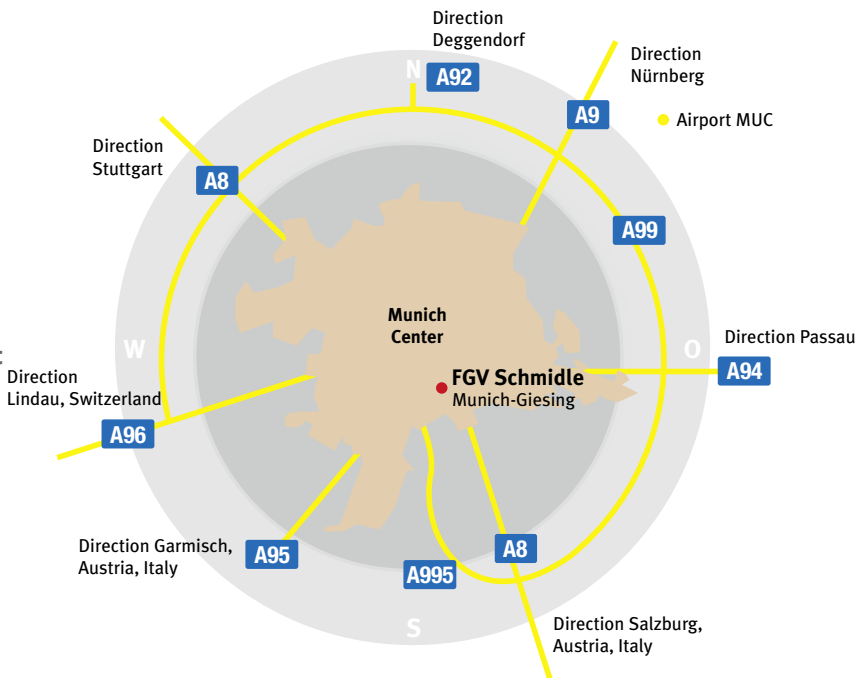 Direction
Deggendorf
N
A92
Direction
Nürnberg
A9
Airport MUC
Direction
Stuttgart
A8
A99
Munich
Center
W
O
Direction Passau
A94
FGV Schmidle
Munich-Giesing
Direction
Lindau, Switzerland
A96
Direction Garmisch,
Austria, Italy
A95
A995
A8
S
Direction Salzburg,
Austria, Italy